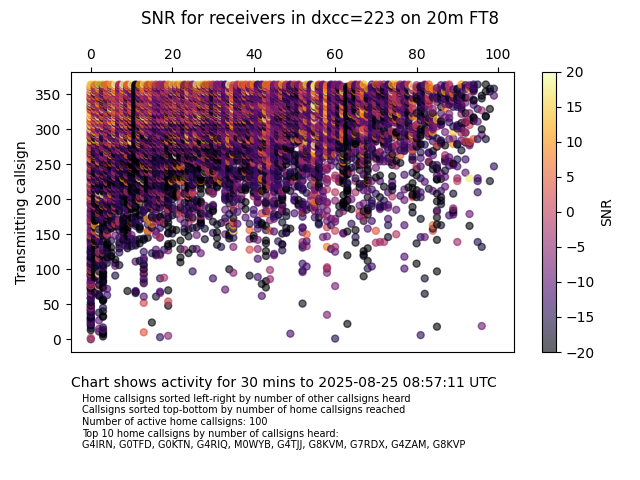 SNR for receivers in dxcc=223 on 20m FT8
0 20 40 60 80 100
350
300
250
200
150
100
50
0
Transmitting callsign
20
15
10
5
0
−5
−10
−15
−20
SNR
Chart shows activity for 30 mins to 2025-08-25 08:57:11 UTC
Home callsigns sorted left-right by number of other callsigns heard
Callsigns sorted top-bottom by number of home callsigns reached
Number of active home callsigns: 100
Top 10 home callsigns by number of callsigns heard:
G4IRN, G0TFD, G0KTN, G4RIQ, M0WYB, G4TJJ, G8KVM, G7RDX, G4ZAM, G8KVP